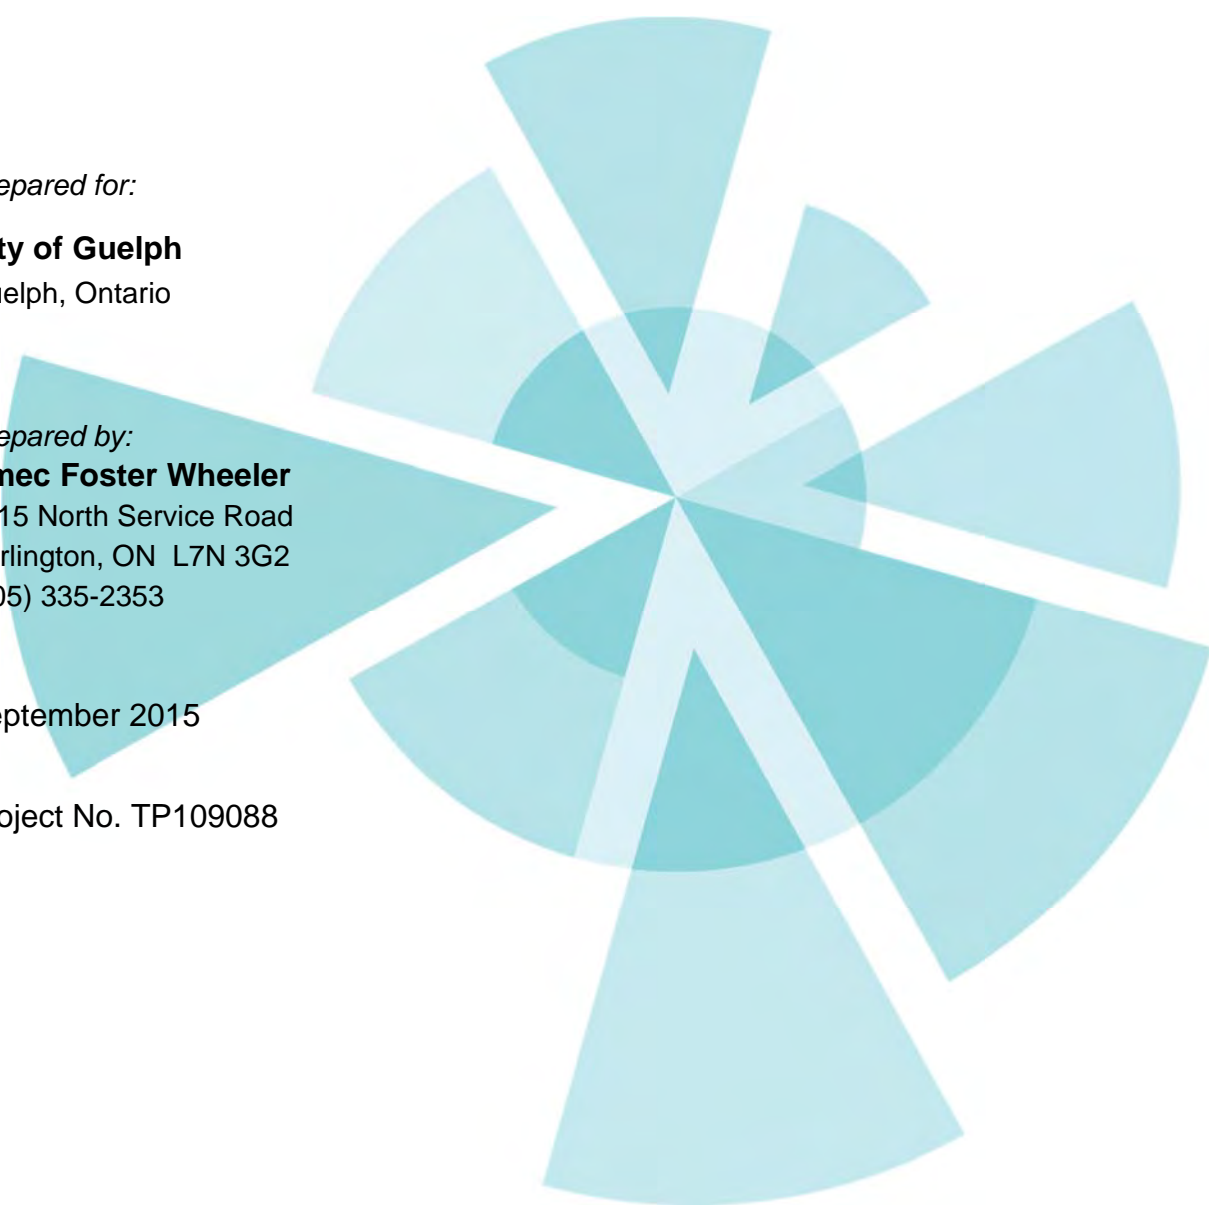 epared for:
ty of Guelph
uelph, Ontario
epared by:
mec Foster Wheeler
15 North Service Road
rlington, ON L7N 3G2
05) 335-2353
eptember 2015
oject No. TP109088